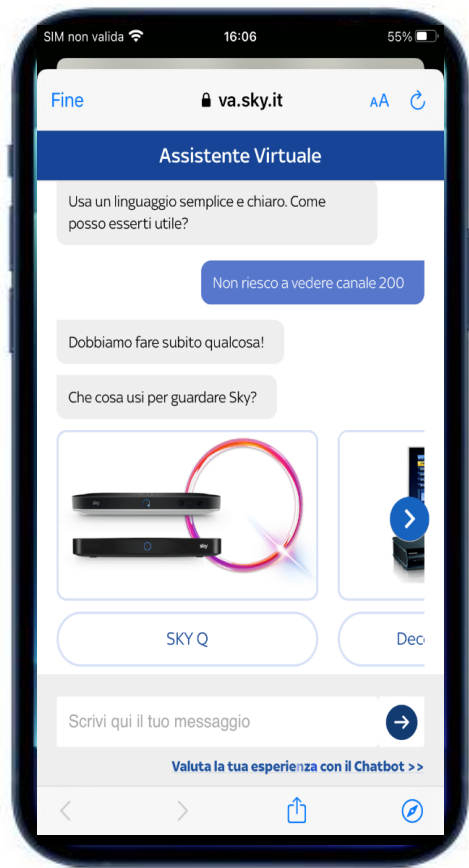 SIM non valida 16:06 55%
Fine va.sky.it AA
Assistente Virtuale
Usa un linguaggio semplice e chiaro. Come
posso esserti utile?
Non riesco a vedere canale 200
Dobbiamo fare subito qualcosa!
Che cosa usi per guardare Sky?
sky
sky
SKY Q Deco
Scrivi qui il tuo messaggio
Valuta la tua esperienza con il Chatbot >>